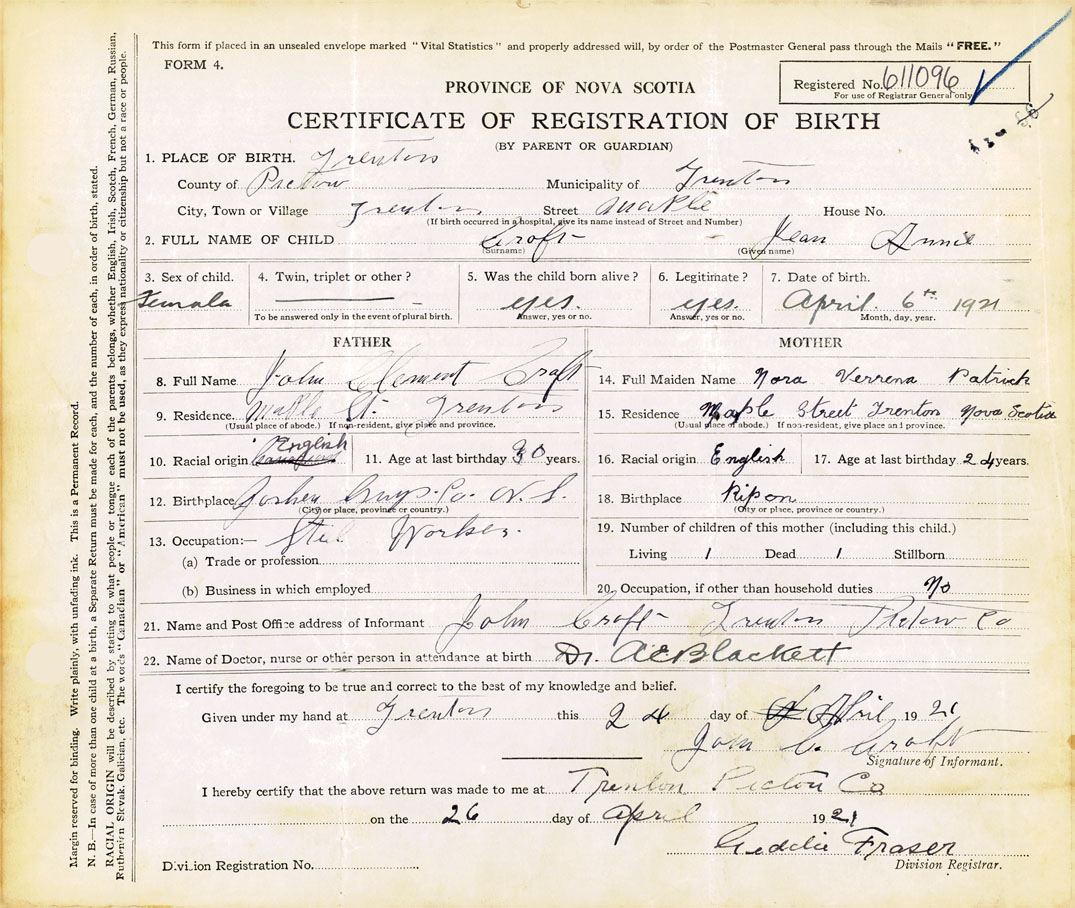 This form if placed in an unsealed envelope marked "Vital Statistics" and properly addressed will, by order of the Postmaster General pass through the Mails "FREE."
FORM 4.
Registered No. 611096
For use of Registrar General only
PROVINCE OF NOVA SCOTIA
CERTIFICATE OF REGISTRATION OF BIRTH
(BY PARENT OR GUARDIAN)
1. PLACE OF BIRTH. Trenton
County of Pictow Municipality of Trenton
City, Town or Village Trenton Street Maple House No.
(If birth occurred in a hospital, give its name instead of Street and Number)
2. FULL NAME OF CHILD Croft Jean Annie
(Surname) (Given name)
3. Sex of child. 4. Twin, triplet or other? 5. Was the child born alive? 6. Legitimate? 7. Date of birth.
Femala yes. yes. April 6th 1921
To be answered only in the event of plural birth. Answer, yes or no. Answer, yes or no. Month, day, year.
FATHER
8. Full Name John Clement Croft
9. Residence. Maple St. Trenton
(Usual place of abode.) If non-resident, give place and province.
10. Racial origin English 11. Age at last birthday 30 years.
12. Birthplace Goshen Guys. Co. N.S.
(City or place, province or country.)
13. Occupation:— Steel Worker.
(a) Trade or profession
(b) Business in which employed
MOTHER
14. Full Maiden Name Nora Verrena Patrick
15. Residence Maple Street Trenton Nova Scotia
(Usual place of abode.) If non-resident, give place and province.
16. Racial origin English 17. Age at last birthday 24 years.
18. Birthplace Ripon
(City or place, province or country.)
19. Number of children of this mother (including this child.)
Living 1 Dead 1 Stillborn
20. Occupation, if other than household duties No
21. Name and Post Office address of Informant John Croft Trenton Pictow Co
22. Name of Doctor, nurse or other person in attendance at birth Dr. A C Blackett
I certify the foregoing to be true and correct to the best of my knowledge and belief.
Given under my hand at Trenton this 24 day of April 1921
John C. Croft
Signature of Informant.
I hereby certify that the above return was made to me at Trenton Pictou Co
on the 26 day of April 1921
Geddie Fraser
Division Registrar.
Division Registration No.
Margin reserved for binding. Write plainly, with unfading ink. This is a Permanent Record.
N. B.—In case of more than one child at a birth, a Separate Return must be made for each, and the number of each, in order of birth, stated.
RACIAL ORIGIN will be described by stating to what people or tongue each of the parents belongs, whether English, Irish, Scotch, French, German, Russian,
Ruthenian Slovak, Galician, etc. The words "Canadian" or "American" must not be used, as they express nationality or citizenship but not a race or people.